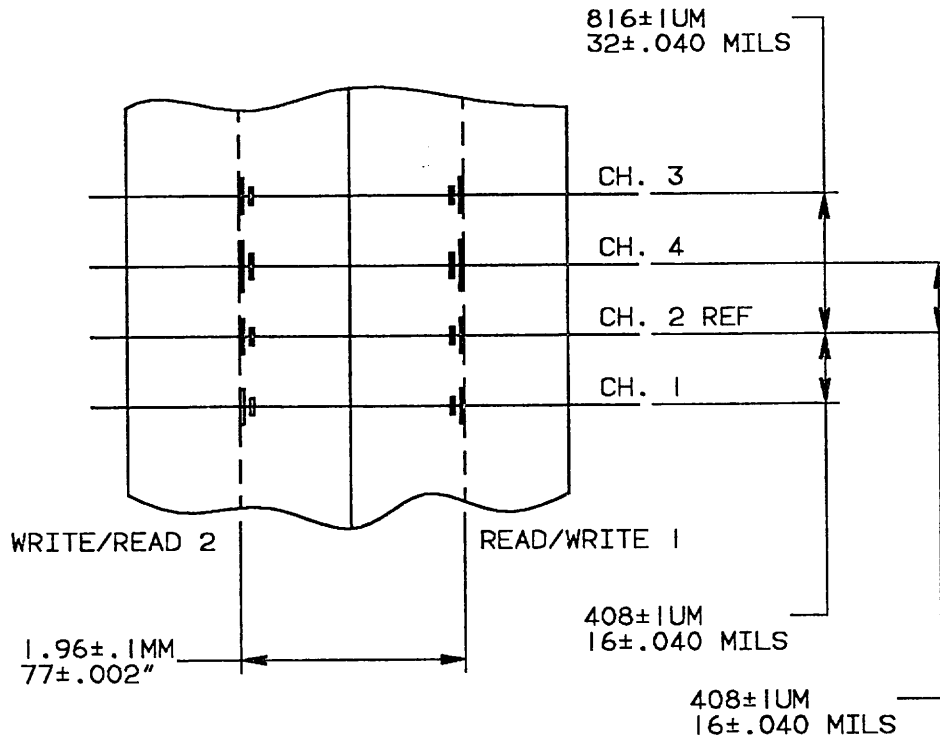 816±1UM
32±.040 MILS
CH. 3
CH. 4
CH. 2 REF
CH. 1
WRITE/READ 2
READ/WRITE 1
1.96±.1MM
77±.002"
408±1UM
16±.040 MILS
408±1UM
16±.040 MILS